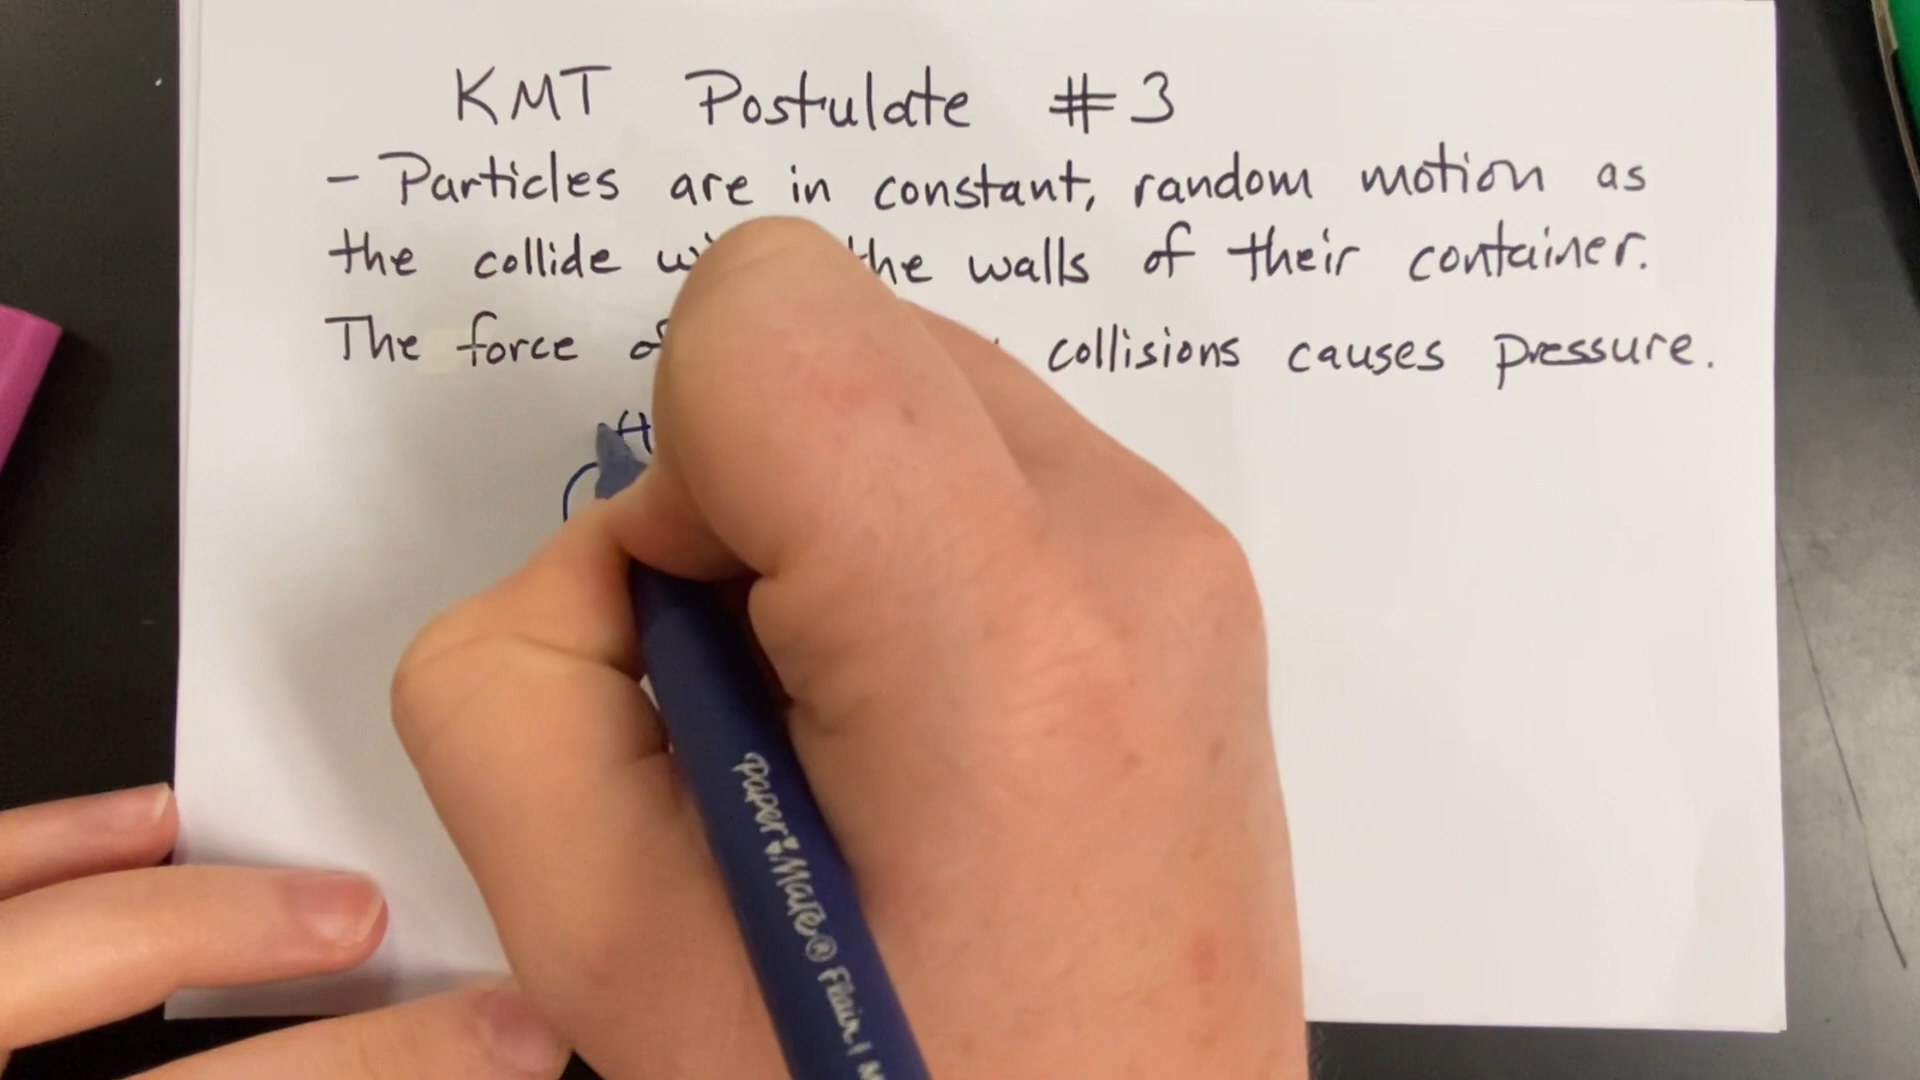 KMT Postulate #3
- Particles are in constant, random motion as
the collide the walls of their container.
The force collisions causes pressure.
paper mate® Flair